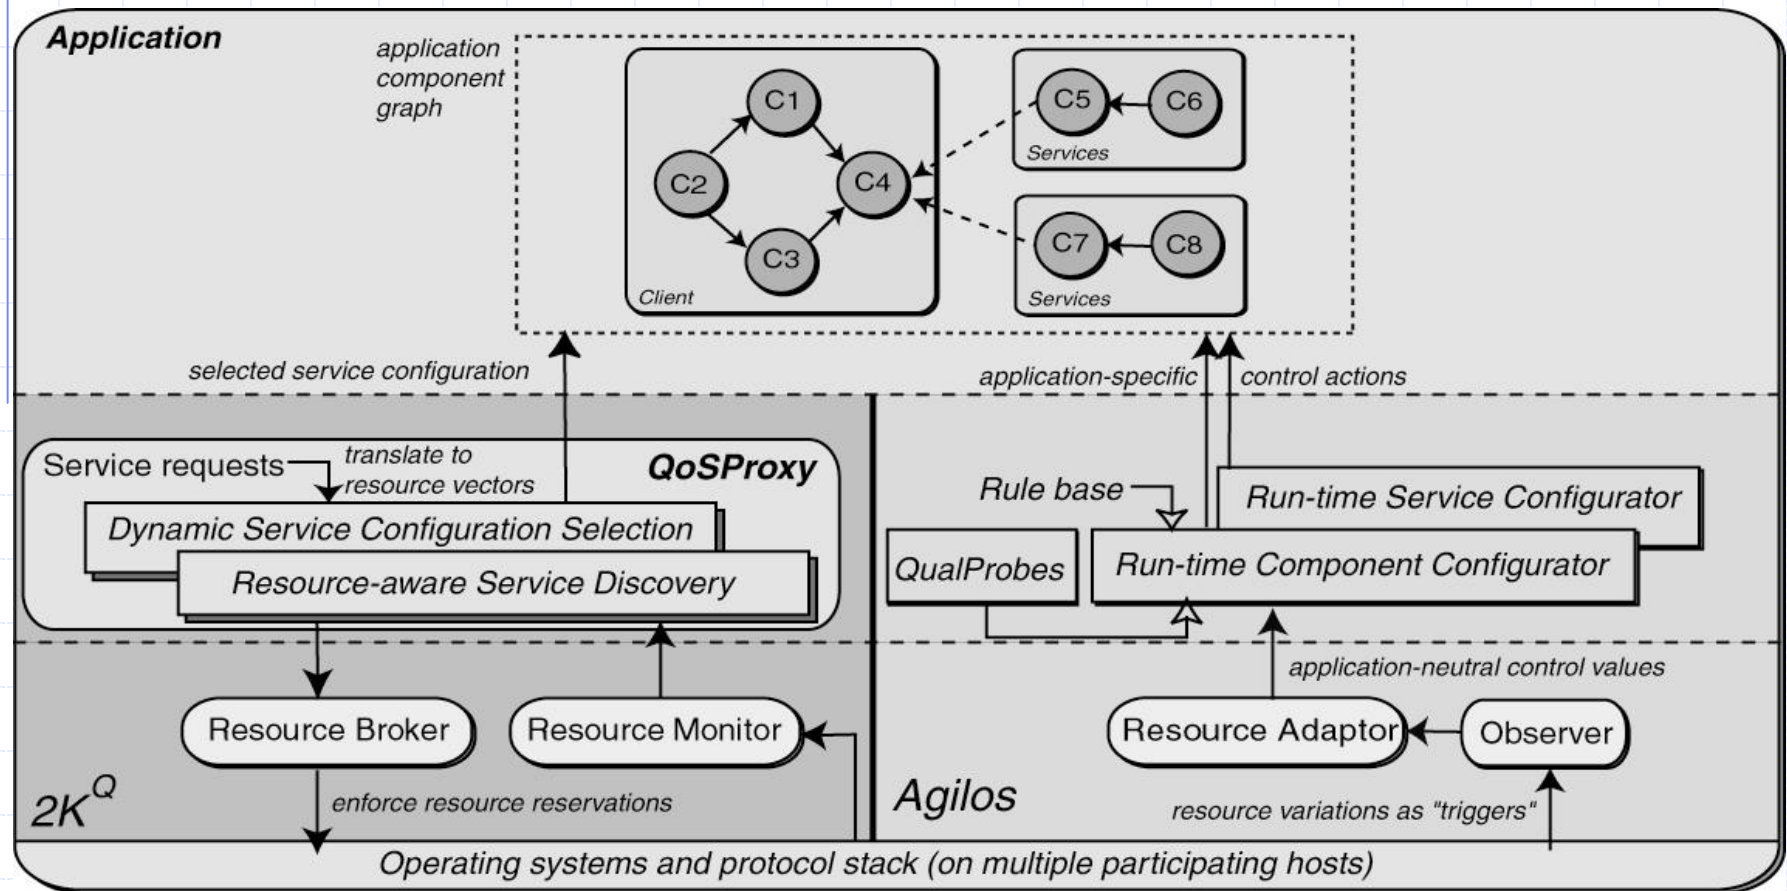 Application
application
component
graph
C1
C2
C3
C4
Client
C5
C6
Services
C7
C8
Services
selected service configuration
application-specific
control actions
Service requests
translate to
resource vectors
QoSProxy
Dynamic Service Configuration Selection
Resource-aware Service Discovery
Rule base
Run-time Service Configurator
QualProbes
Run-time Component Configurator
application-neutral control values
Resource Broker
Resource Monitor
Resource Adaptor
Observer
2K^Q
enforce resource reservations
Agilos
resource variations as "triggers"
Operating systems and protocol stack (on multiple participating hosts)